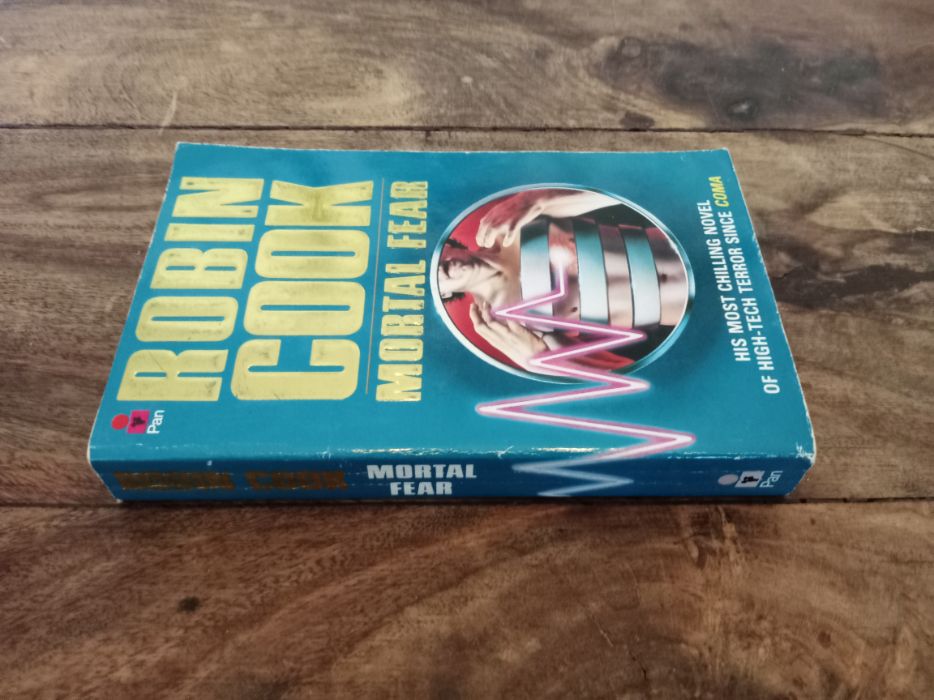 ROBIN
COOK
MORTAL FEAR
HIS MOST CHILLING NOVEL
OF HIGH-TECH TERROR SINCE COMA
F
Pan
ROBIN COOK
MORTAL
FEAR
F
Pan